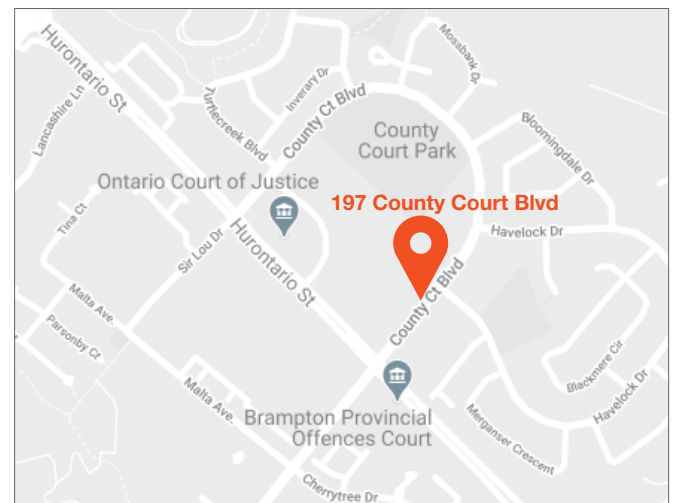 Hurontario St
Mossbank Dr
Inverary Dr
Lancashire Ln
Turtlecreek Blvd
County Ct Blvd
County
Court Park
Bloomingdale Dr
Ontario Court of Justice
197 County Court Blvd
Tina Ct
Sir Lou Dr
Hurontario St
Havelock Dr
Malta Ave.
County Ct Blvd
Parsonby Ct
Blackmere Cir
Malta Ave.
Havelock Dr
Brampton Provincial
Offences Court
Merganser Crescent
Cherrytree Dr